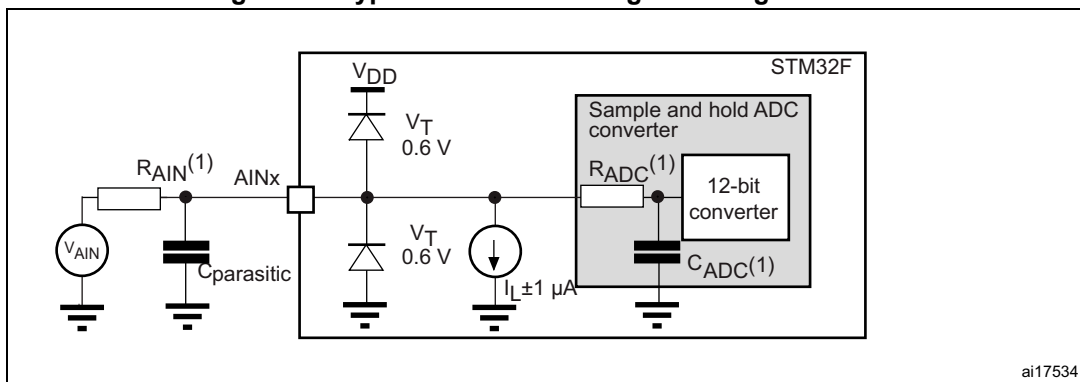 STM32F
VDD
Sample and hold ADC
converter
VT
0.6 V
RAIN(1)
AINx
RADC(1)
12-bit
converter
VAIN
Cparasitic
VT
0.6 V
IL±1 µA
CADC(1)
ai17534